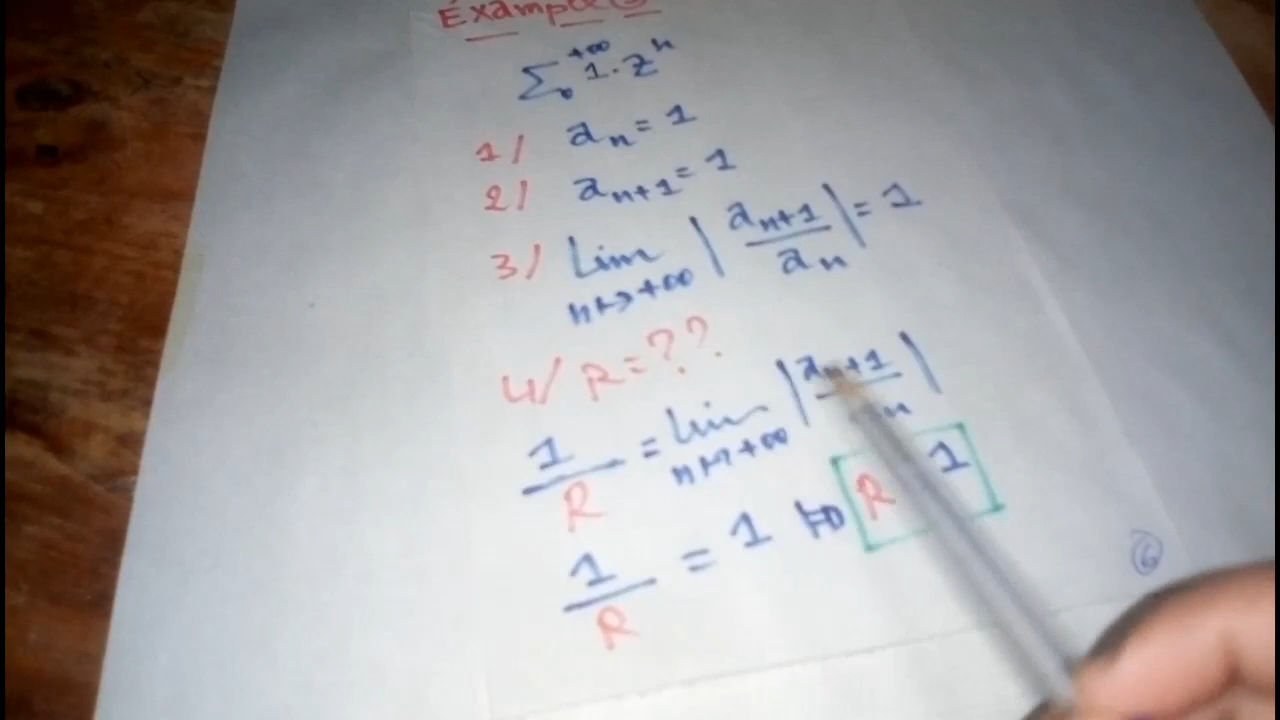 Example
+∞
∑ 1. Zⁿ
0
1/ aₙ = 1
2/ aₙ₊₁ = 1
3/ lim | aₙ₊₁ / aₙ | = 1
n↦+∞
4/ R = ??
1/R = lim | aₙ₊₁ / aₙ |
n↦+∞
1/R = 1 ↦ R 1
6